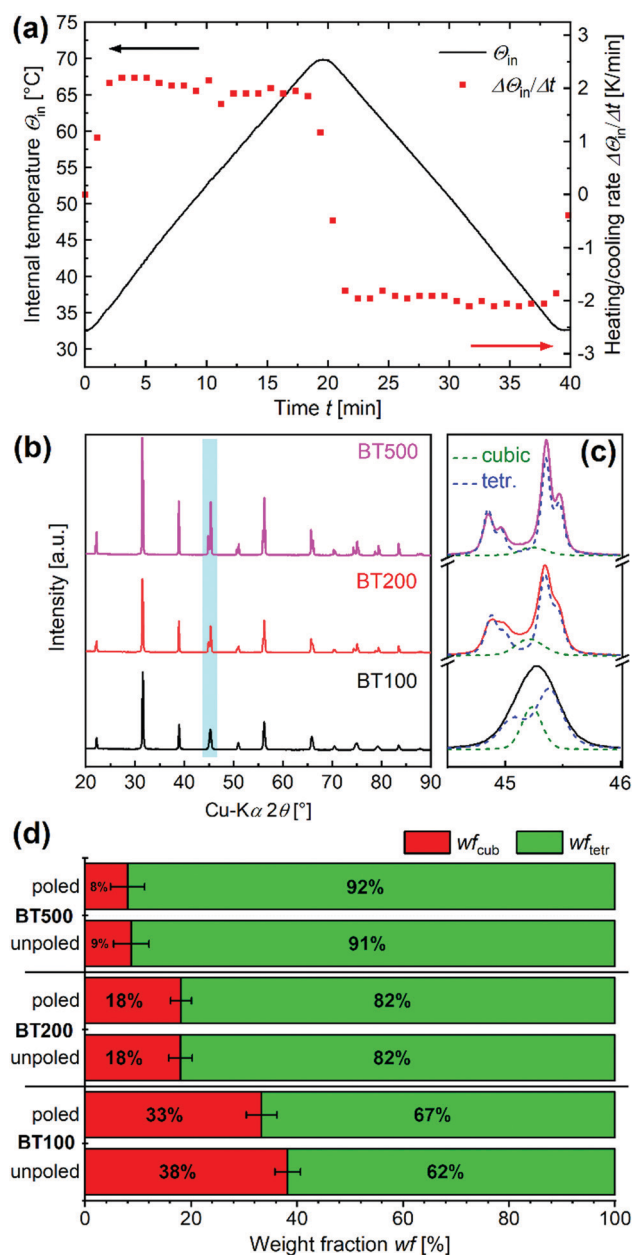 (a)
Internal temperature Θin [°C]
75
70
65
60
55
50
45
40
35
30
Θin
ΔΘin/Δt
3
2
1
0
-1
-2
-3
Heating/cooling rate ΔΘin/Δt [K/min]
0 5 10 15 20 25 30 35 40
Time t [min]
(b)
Intensity [a.u.]
BT500
BT200
BT100
20 30 40 50 60 70 80 90
Cu-Kα 2θ [°]
(c)
cubic
tetr.
45 46
(d)
wfcub wftetr
poled 8% 92%
BT500
unpoled 9% 91%
poled 18% 82%
BT200
unpoled 18% 82%
poled 33% 67%
BT100
unpoled 38% 62%
0 20 40 60 80 100
Weight fraction wf [%]